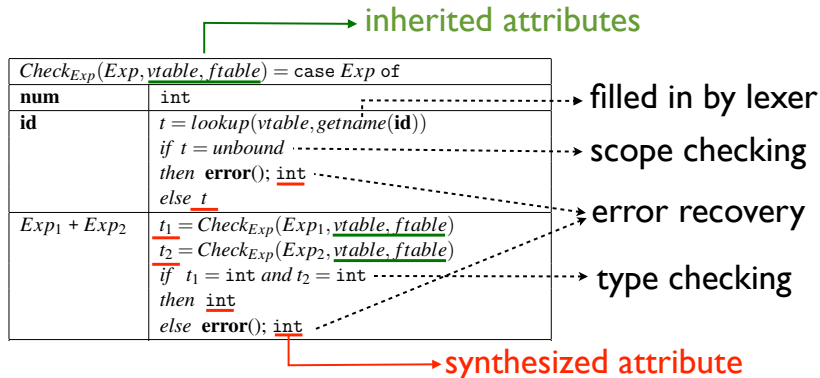 inherited attributes
Check_Exp(Exp, vtable, ftable) = case Exp of
num int
id t = lookup(vtable, getname(id))
if t = unbound
then error(); int
else t
Exp₁ + Exp₂ t₁ = Check_Exp(Exp₁, vtable, ftable)
t₂ = Check_Exp(Exp₂, vtable, ftable)
if t₁ = int and t₂ = int
then int
else error(); int
filled in by lexer
scope checking
error recovery
type checking
synthesized attribute